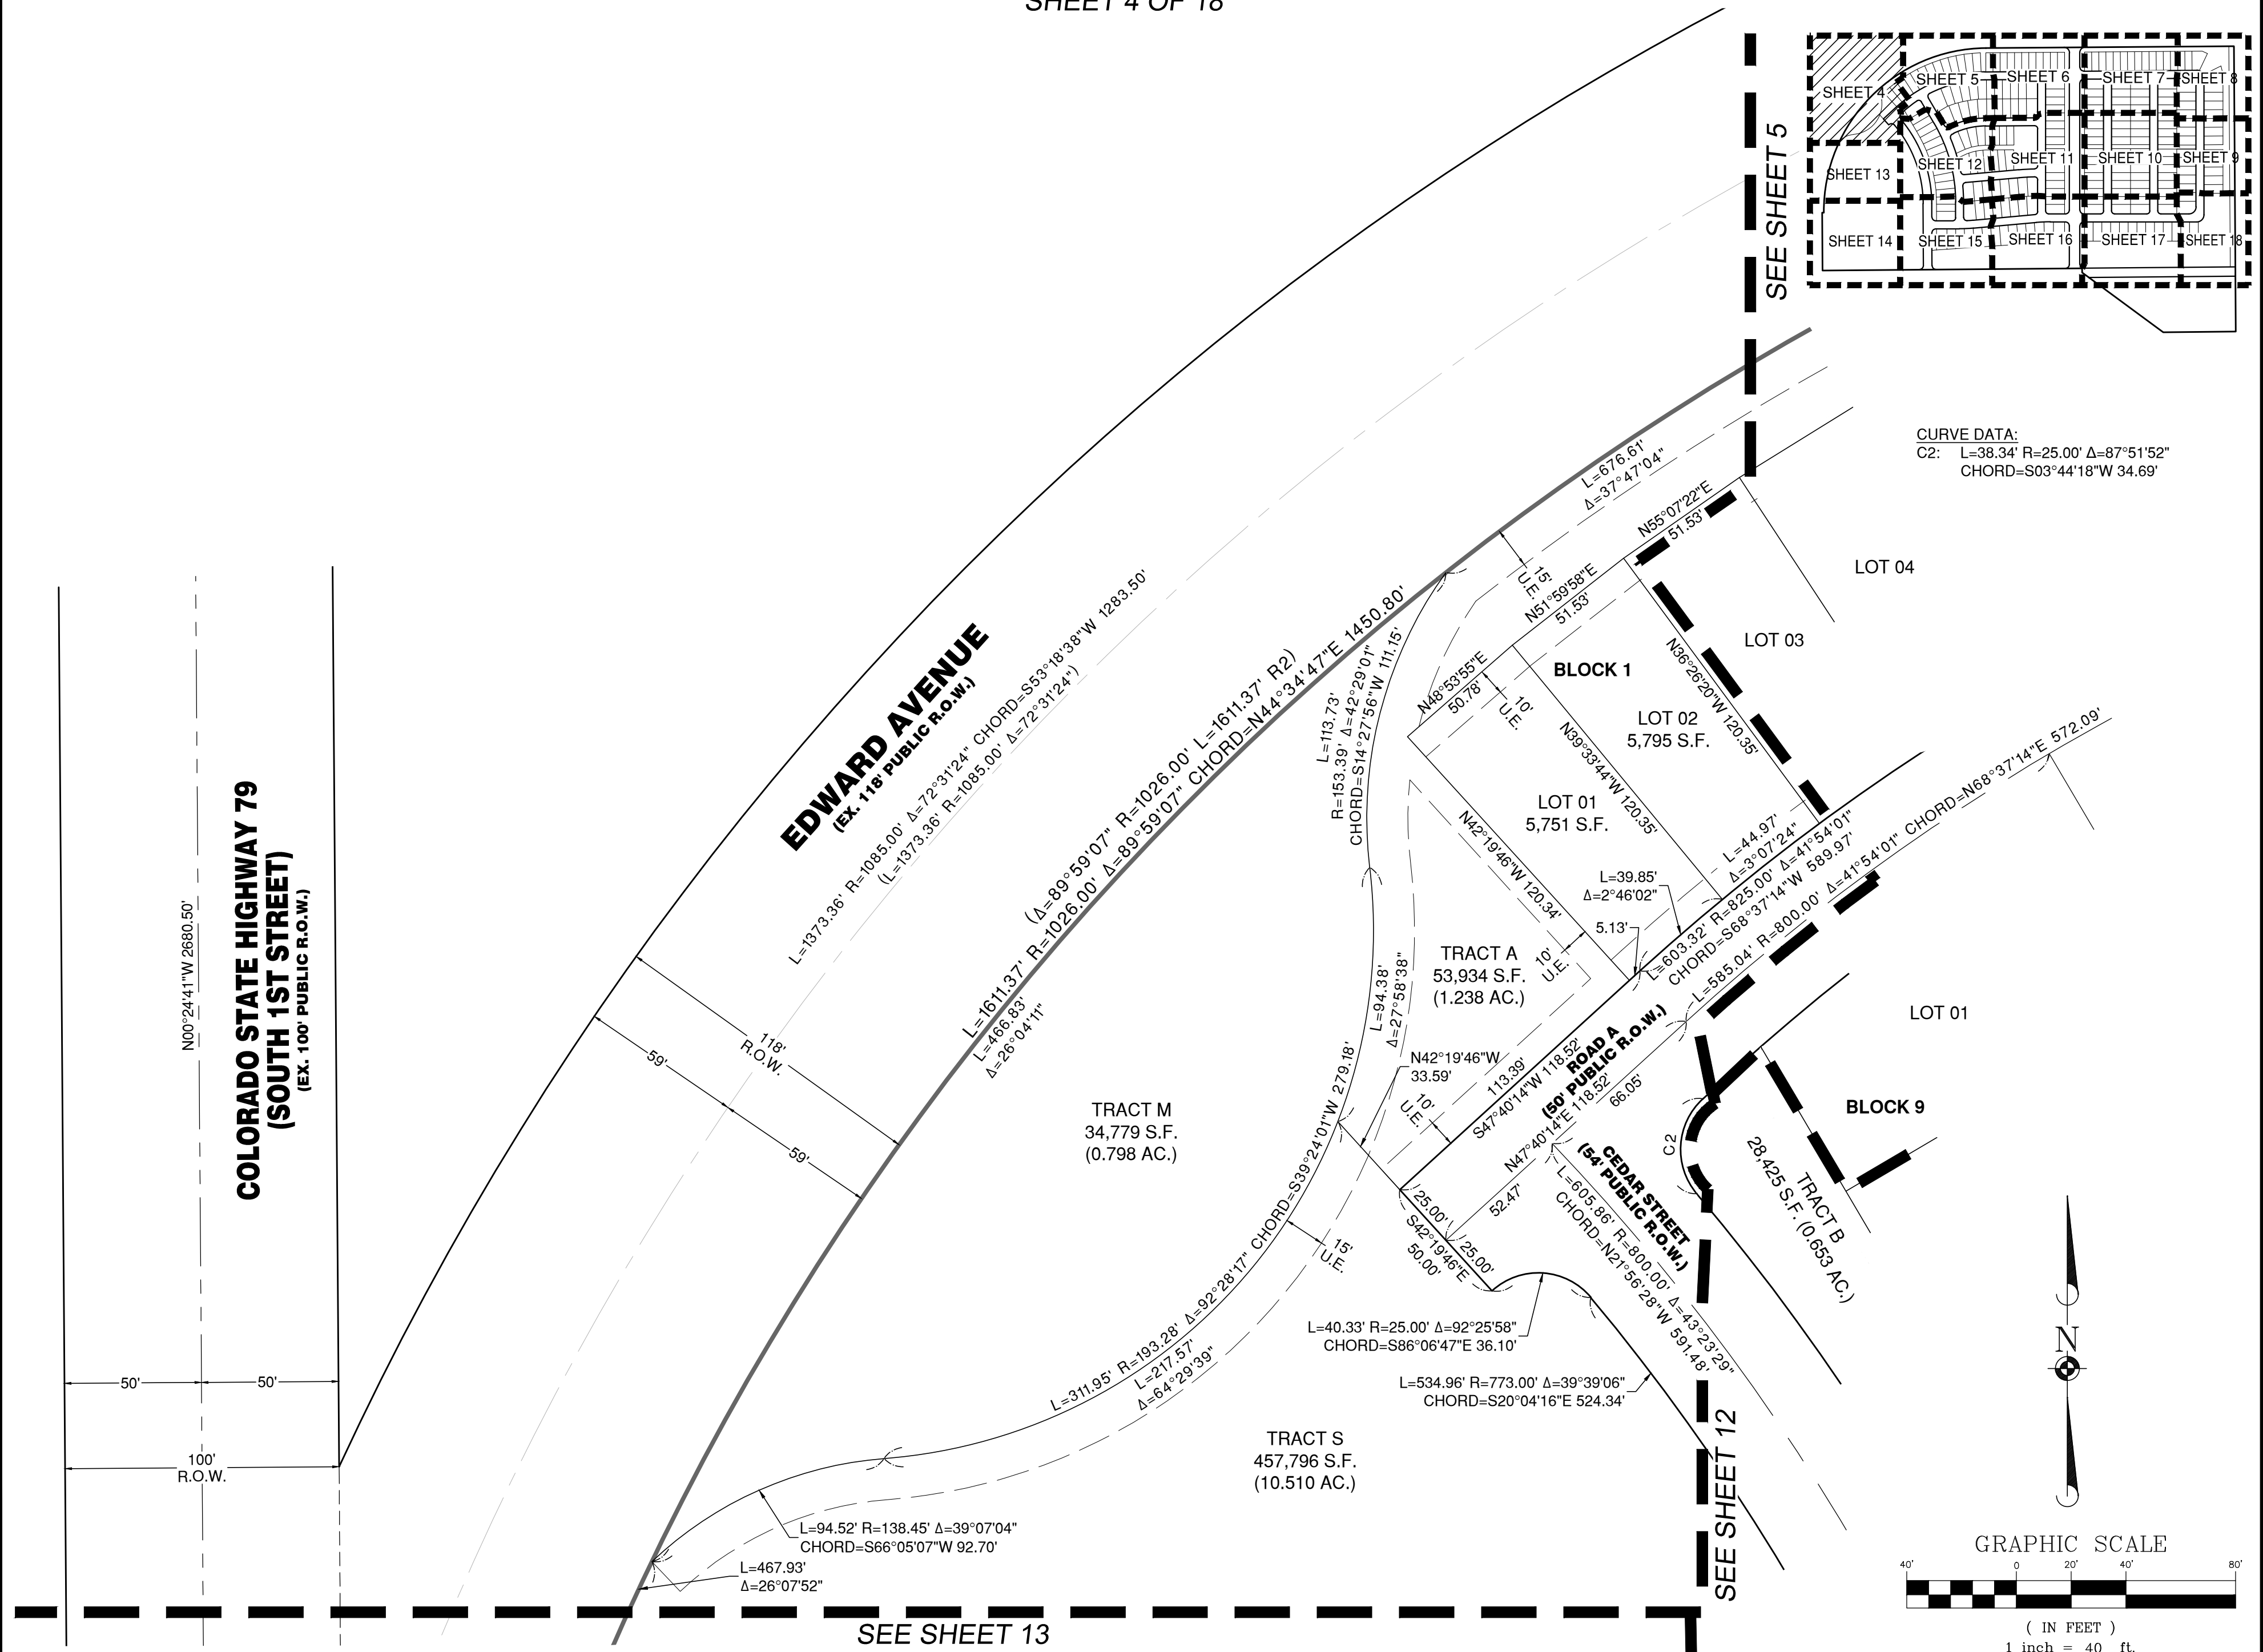 SHEET 4 OF 18
SEE SHEET 5
SHEET 4
SHEET 5
SHEET 6
SHEET 7
SHEET 8
SHEET 13
SHEET 12
SHEET 11
SHEET 10
SHEET 9
SHEET 14
SHEET 15
SHEET 16
SHEET 17
SHEET 18
CURVE DATA:
C2: L=38.34' R=25.00' Δ=87°51'52"
CHORD=S03°44'18"W 34.69'
L=676.61'
Δ=37°47'04"
N55°07'22"E
51.53'
LOT 04
15'
U.E.
N51°59'58"E
51.53'
LOT 03
N36°26'20"W 120.35'
BLOCK 1
N48°53'55"E
50.78'
10'
U.E.
LOT 02
5,795 S.F.
N39°33'44"W 120.35'
LOT 01
5,751 S.F.
N42°19'46"W 120.34'
EDWARD AVENUE
(EX. 118' PUBLIC R.O.W.)
L=1373.36' R=1085.00' Δ=72°31'24" CHORD=S53°18'38"W 1283.50'
(L=1373.36' R=1085.00' Δ=72°31'24")
(Δ=89°59'07" R=1026.00' L=1611.37' R2)
L=1611.37' R=1026.00' Δ=89°59'07" CHORD=N44°34'47"E 1450.80'
L=466.83'
Δ=26°04'11"
L=113.73'
R=153.39' Δ=42°29'01"
CHORD=S14°27'56"W 111.15'
COLORADO STATE HIGHWAY 79
(SOUTH 1ST STREET)
(EX. 100' PUBLIC R.O.W.)
N00°24'41"W 2680.50'
L=44.97'
Δ=3°07'24"
L=39.85'
Δ=2°46'02"
5.13'
L=603.32' R=825.00' Δ=41°54'01"
CHORD=S68°37'14"W 589.97'
L=585.04' R=800.00' Δ=41°54'01" CHORD=N68°37'14"E 572.09'
TRACT A
53,934 S.F.
(1.238 AC.)
10'
U.E.
L=94.38'
Δ=27°58'38"
N42°19'46"W
33.59'
113.39'
S47°40'14"W 118.52'
ROAD A
(50' PUBLIC R.O.W.)
N47°40'14"E 118.52'
66.05'
52.47'
10'
U.E.
LOT 01
BLOCK 9
C2
TRACT B
28,425 S.F. (0.653 AC.)
CEDAR STREET
(54' PUBLIC R.O.W.)
L=605.86' R=800.00' Δ=43°23'29"
CHORD=N21°56'28"W 591.48'
118'
R.O.W.
59'
59'
TRACT M
34,779 S.F.
(0.798 AC.)
25.00'
25.00'
S42°19'46"E
50.00'
15'
U.E.
L=311.95' R=193.28' Δ=92°28'17" CHORD=S39°24'01"W 279.18'
L=217.57'
Δ=64°29'39"
L=40.33' R=25.00' Δ=92°25'58"
CHORD=S86°06'47"E 36.10'
L=534.96' R=773.00' Δ=39°39'06"
CHORD=S20°04'16"E 524.34'
50'
50'
100'
R.O.W.
TRACT S
457,796 S.F.
(10.510 AC.)
L=94.52' R=138.45' Δ=39°07'04"
CHORD=S66°05'07"W 92.70'
L=467.93'
Δ=26°07'52"
SEE SHEET 12
SEE SHEET 13
N
GRAPHIC SCALE
40' 0 20' 40' 80'
( IN FEET )
1 inch = 40 ft.